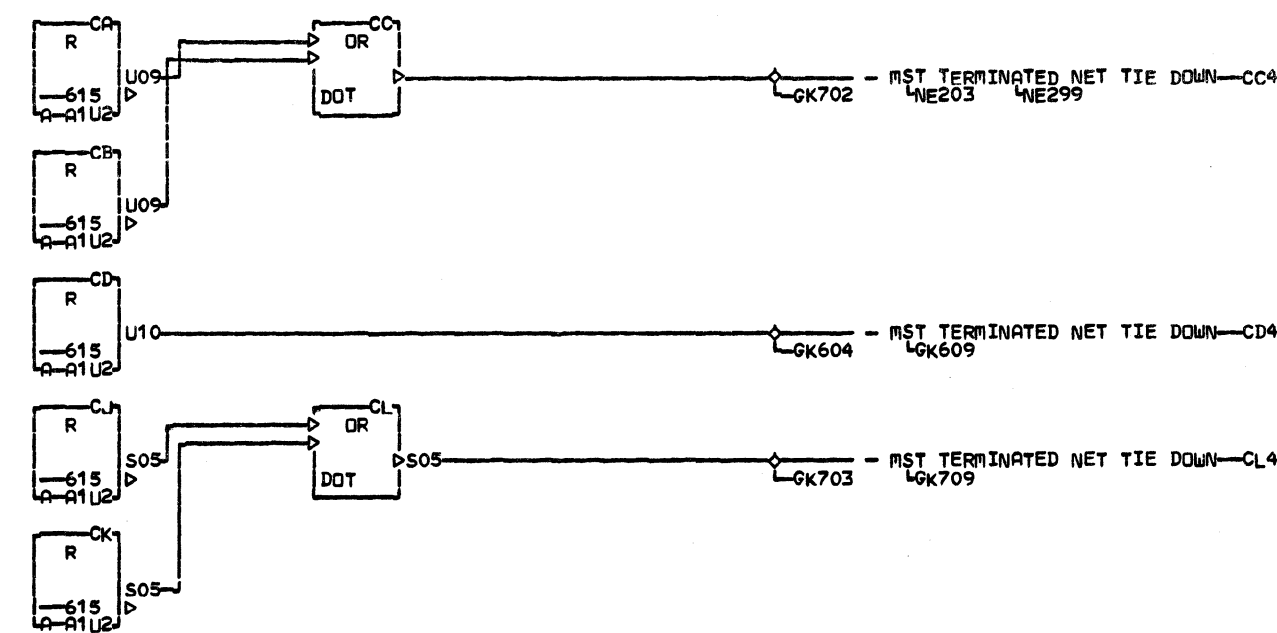 CA
R
U09
615
A-A1U2
CC
OR
DOT
GK702
- MST TERMINATED NET TIE DOWN CC4
NE203 NE299
CB
R
U09
615
A-A1U2
CD
R
U10
615
A-A1U2
GK604
- MST TERMINATED NET TIE DOWN CD4
GK609
CJ
R
S05
615
A-A1U2
CL
OR
DOT
S05
GK703
- MST TERMINATED NET TIE DOWN CL4
GK709
CK
R
S05
615
A-A1U2